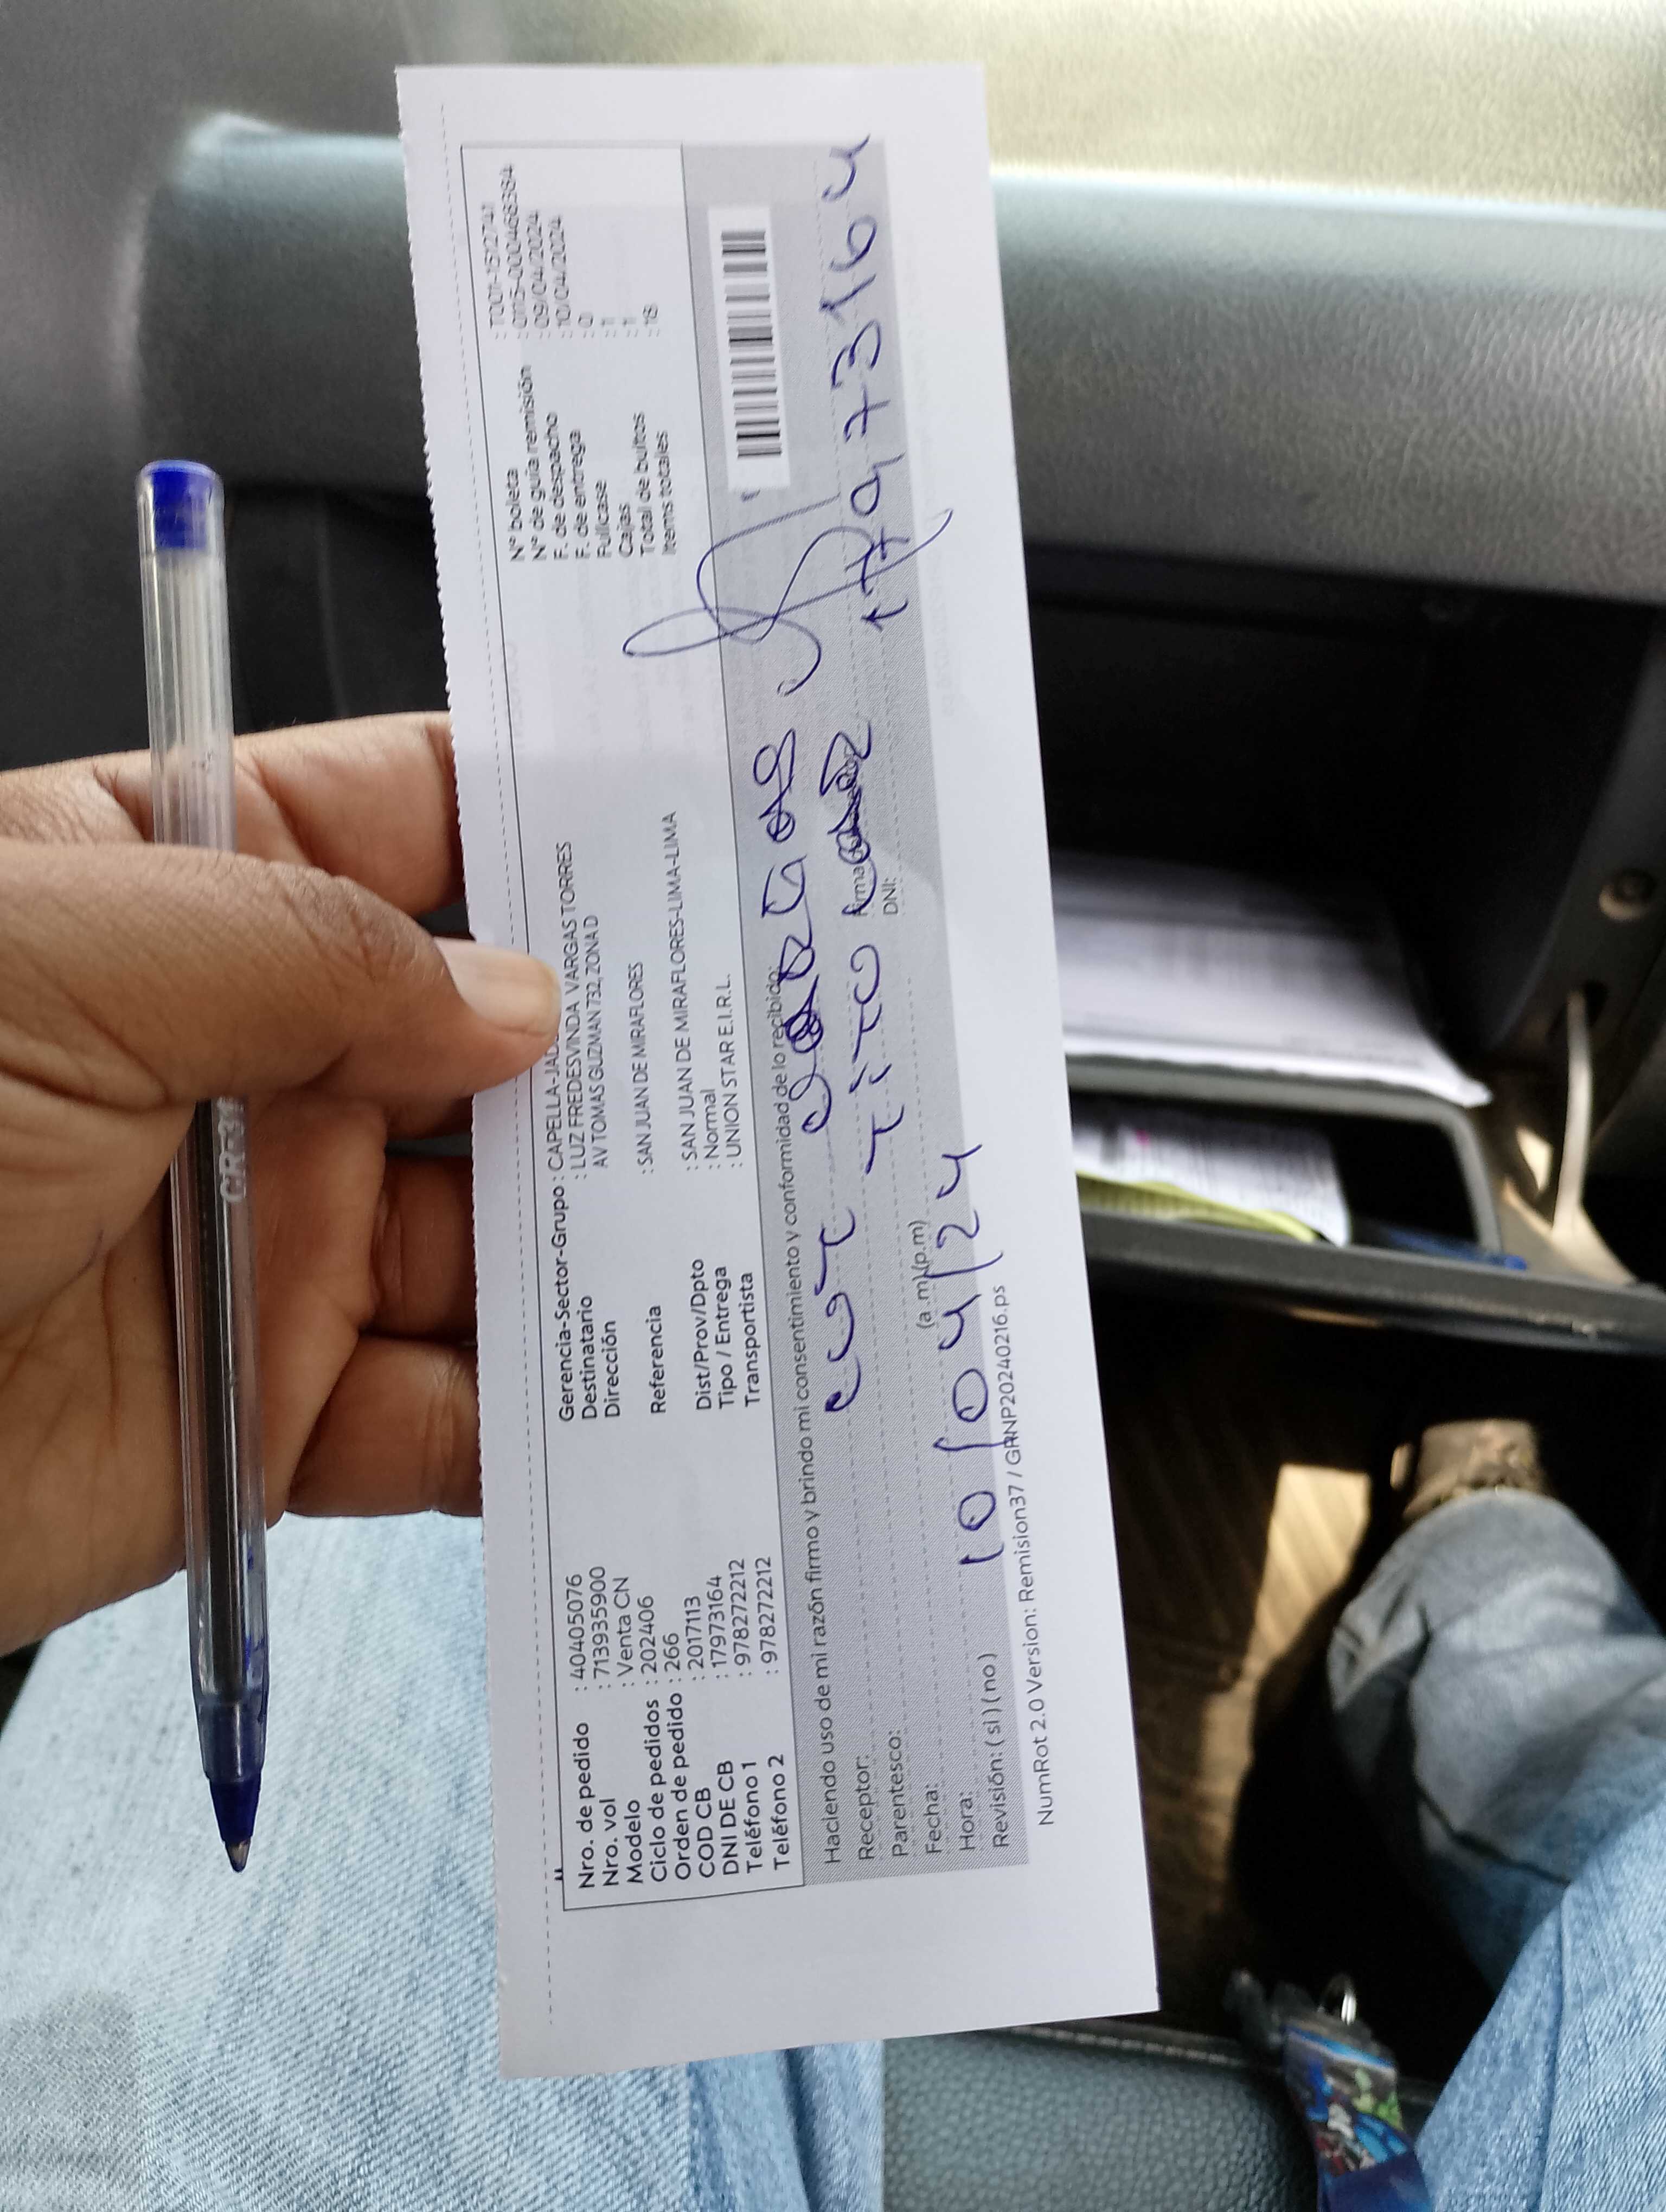 Nro. de pedido : 40405076
Nro. vol : 713935900
Modelo : Venta CN
Ciclo de pedidos : 202406
Orden de pedido : 266
COD CB : 2017113
DNI DE CB : 17973164
Teléfono 1 : 978272212
Teléfono 2 : 978272212
Gerencia-Sector-Grupo : CAPELLA-JAD
Destinatario : LUZ FREDESVINDA VARGAS TORRES
Dirección AV TOMAS GUZMAN 732, ZONA D
Referencia : SAN JUAN DE MIRAFLORES
Dist/Prov/Dpto : SAN JUAN DE MIRAFLORES-LIMA-LIMA
Tipo / Entrega : Normal
Transportista : UNION STAR E.I.R.L.
N° boleta
N° de guía remisión : 0115-0000468384
F. de despacho : 09/04/2024
F. de entrega : 10/04/2024
Fullcase : 0
Cajas : 1
Total de bultos : 1
Items totales : 18
Haciendo uso de mi razón firmo y brindo mi consentimiento y conformidad de lo recibido:
Receptor:
Parentesco:
Fecha: 10/04/24
Hora: (a.m)(p.m)
Revisión: ( si ) ( no )
DNI: 17973164
NumRot 2.0 Version: Remision37 / GRNP20240216.ps